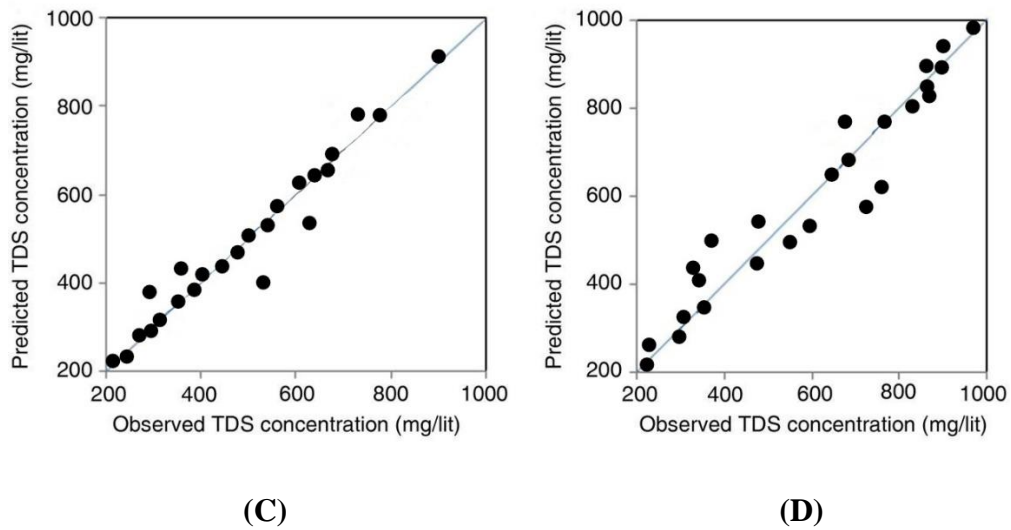 1000
800
600
400
200
Predicted TDS concentration (mg/lit)
200 400 600 800 1000
Observed TDS concentration (mg/lit)
(C)
1000
800
600
400
200
Predicted TDS concentration (mg/lit)
200 400 600 800 1000
Observed TDS concentration (mg/lit)
(D)